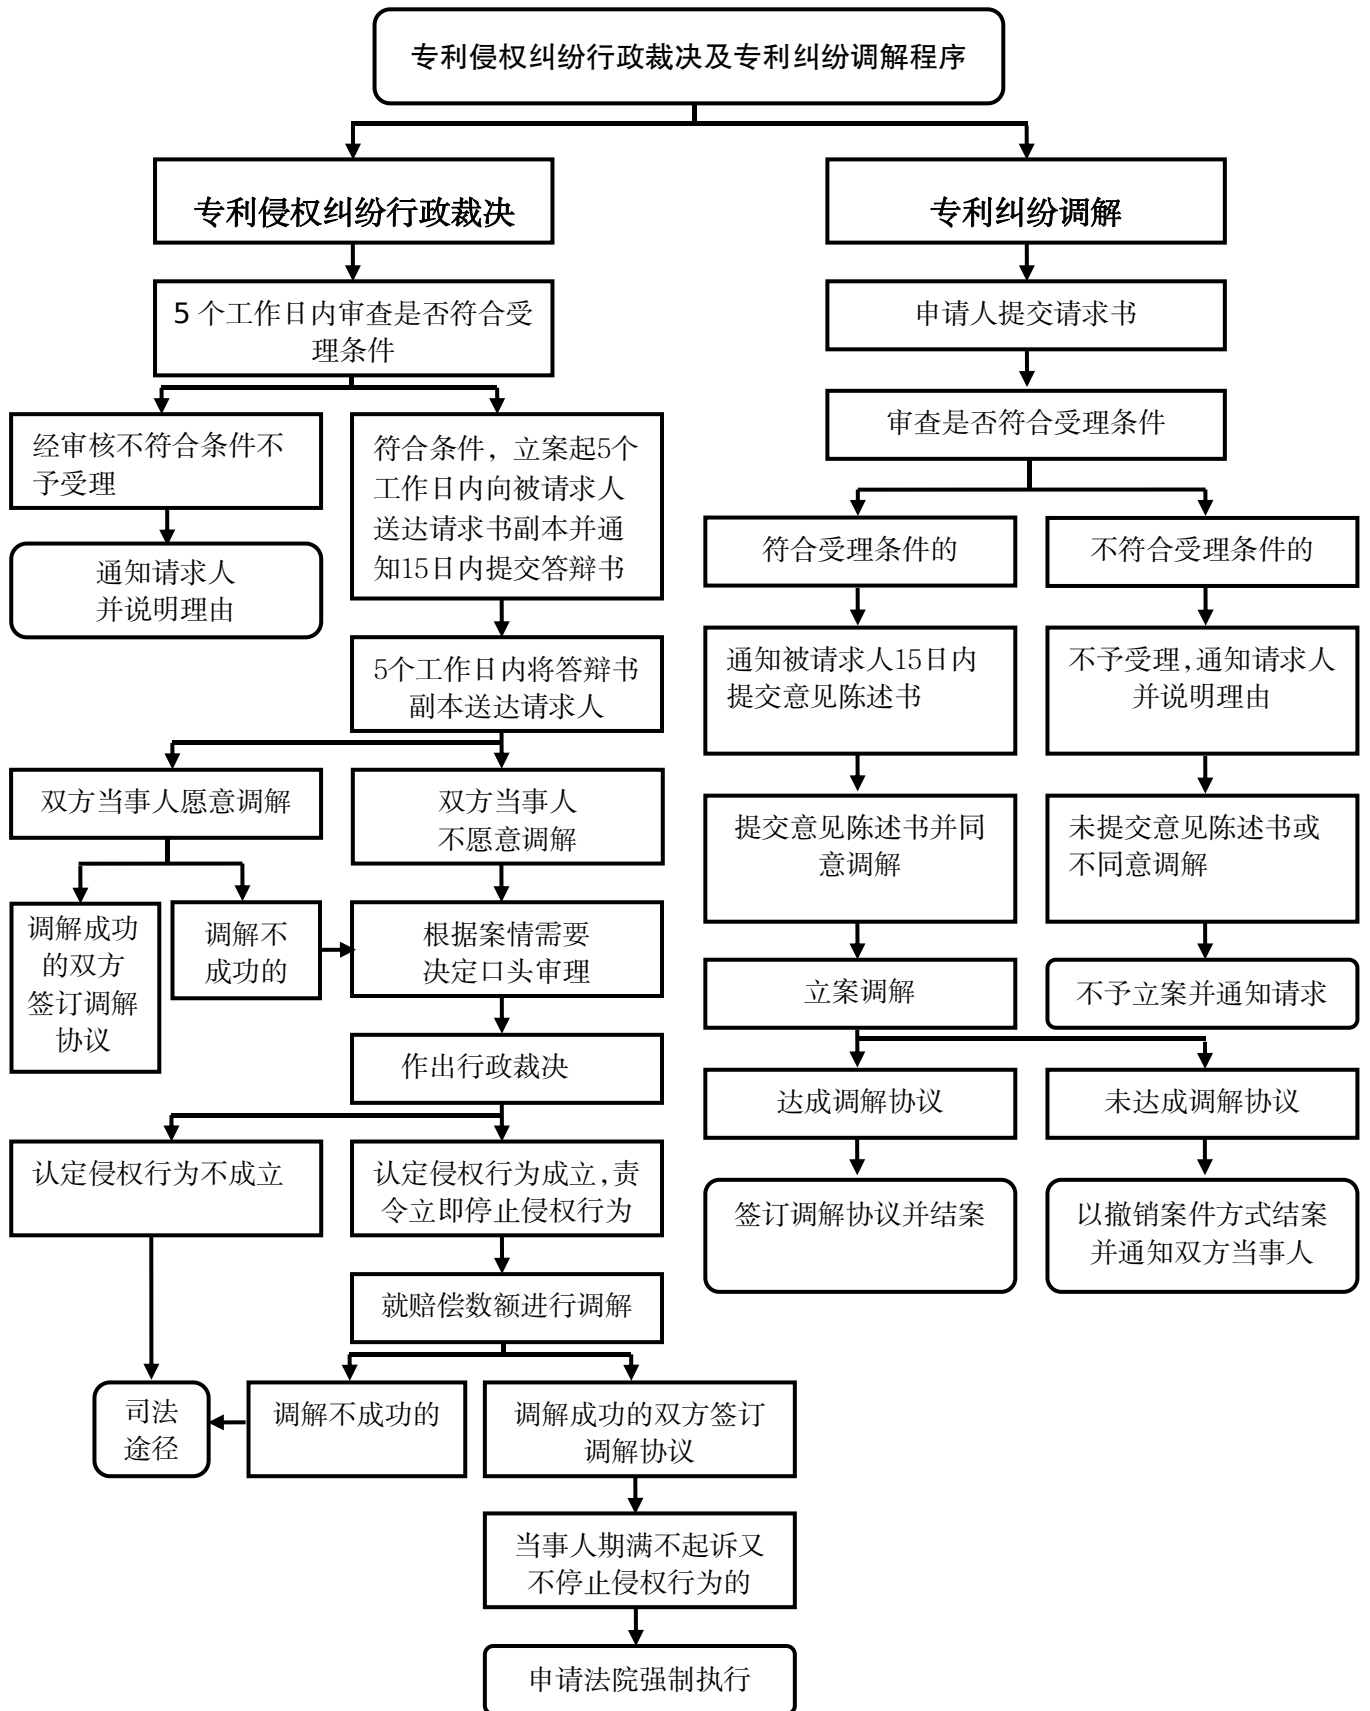 专利侵权纠纷行政裁决及专利纠纷调解程序
专利侵权纠纷行政裁决
专利纠纷调解
5 个工作日内审查是否符合受
理条件
申请人提交请求书
审查是否符合受理条件
经审核不符合条件不
予受理
符合条件，立案起5个
工作日内向被请求人
送达请求书副本并通
知15日内提交答辩书
通知请求人
并说明理由
符合受理条件的
不符合受理条件的
5个工作日内将答辩书
副本送达请求人
通知被请求人15日内
提交意见陈述书
不予受理,通知请求人
并说明理由
双方当事人愿意调解
双方当事人
不愿意调解
提交意见陈述书并同
意调解
未提交意见陈述书或
不同意调解
调解成功
的双方
签订调解
协议
调解不
成功的
根据案情需要
决定口头审理
立案调解
不予立案并通知请求
作出行政裁决
达成调解协议
未达成调解协议
认定侵权行为不成立
认定侵权行为成立,责
令立即停止侵权行为
签订调解协议并结案
以撤销案件方式结案
并通知双方当事人
就赔偿数额进行调解
司法
途径
调解不成功的
调解成功的双方签订
调解协议
当事人期满不起诉又
不停止侵权行为的
申请法院强制执行